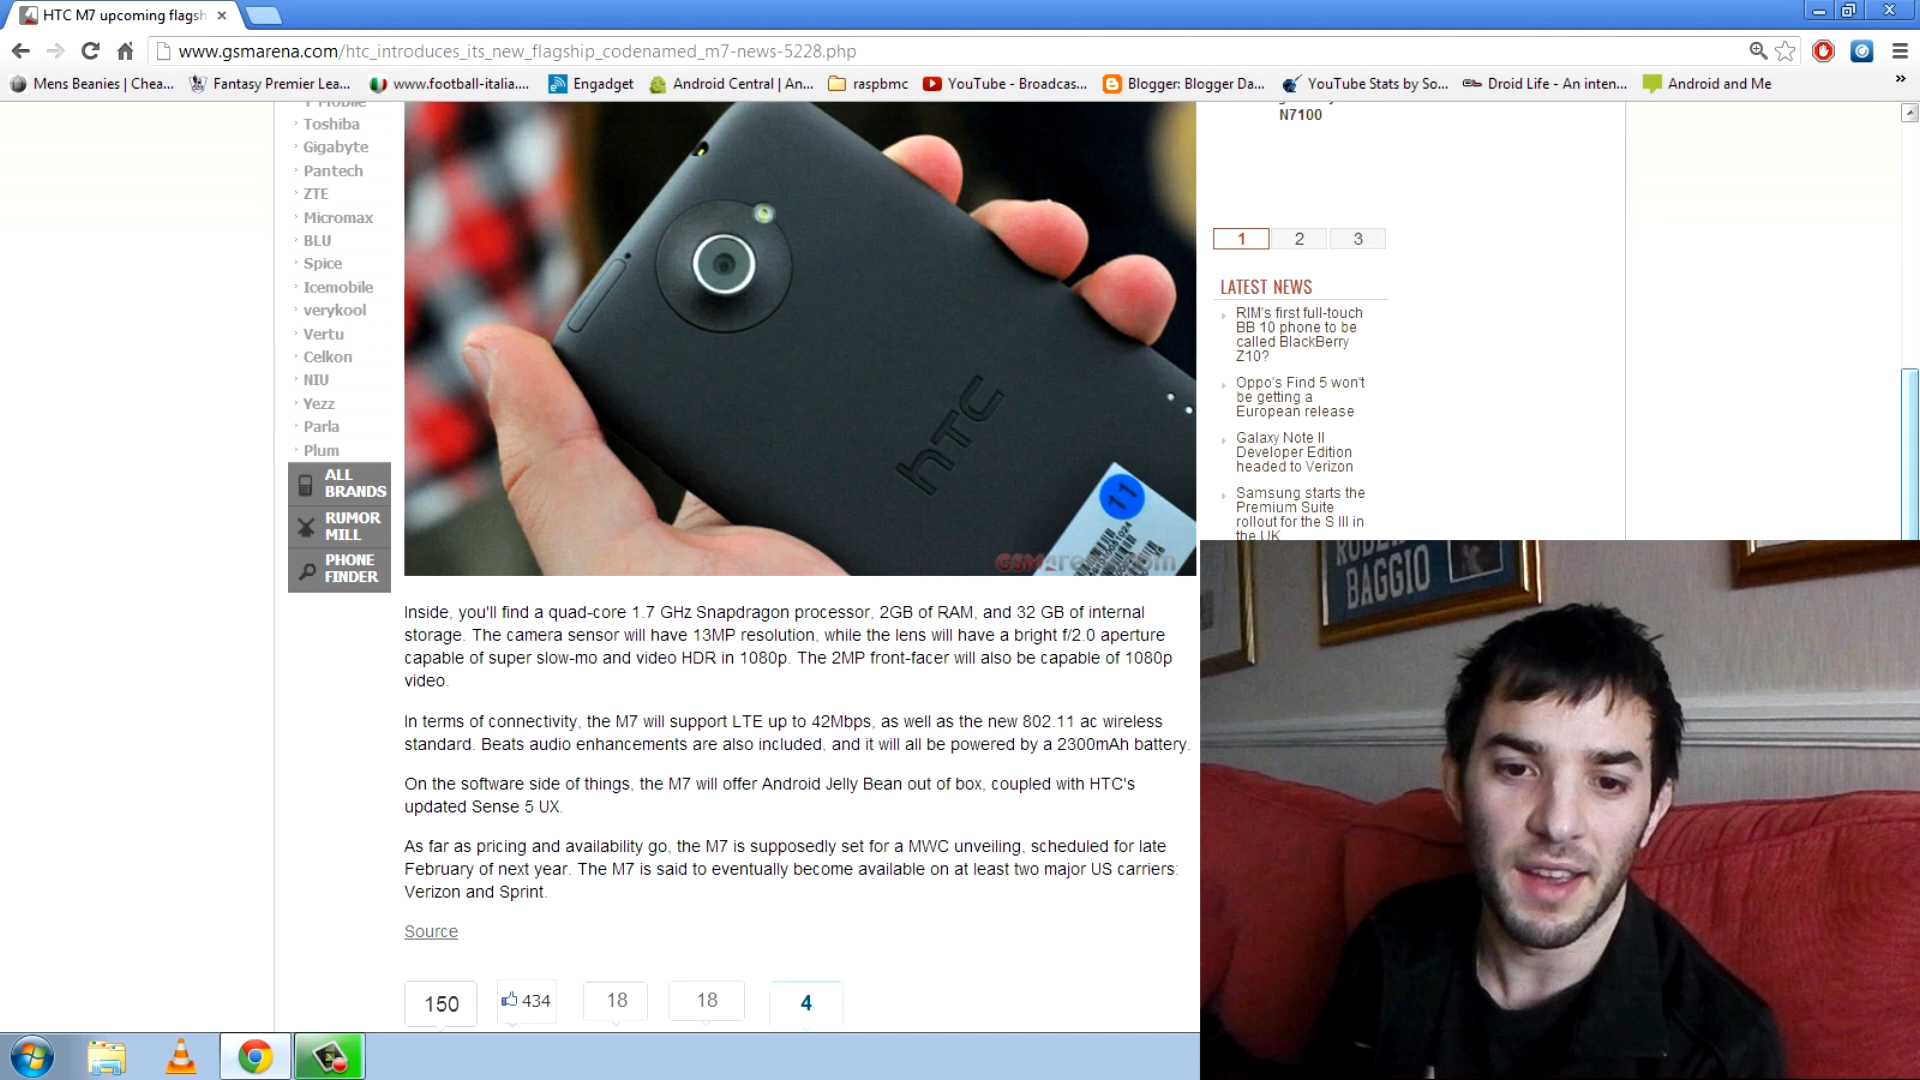 HTC M7 upcoming flagsh
www.gsmarena.com/htc_introduces_its_new_flagship_codenamed_m7-news-5228.php
Mens Beanies | Chea...
Fantasy Premier Lea...
www.football-italia....
Engadget
Android Central | An...
raspbmc
YouTube - Broadcas...
Blogger: Blogger Da...
YouTube Stats by So...
Droid Life - An inten...
Android and Me
»
T-Mobile
Toshiba
Gigabyte
Pantech
ZTE
Micromax
BLU
Spice
Icemobile
verykool
Vertu
Celkon
NIU
Yezz
Parla
Plum
ALL
BRANDS
RUMOR
MILL
PHONE
FINDER
hTC
11
GSMarena.com
Inside, you'll find a quad-core 1.7 GHz Snapdragon processor, 2GB of RAM, and 32 GB of internal
storage. The camera sensor will have 13MP resolution, while the lens will have a bright f/2.0 aperture
capable of super slow-mo and video HDR in 1080p. The 2MP front-facer will also be capable of 1080p
video.
In terms of connectivity, the M7 will support LTE up to 42Mbps, as well as the new 802.11 ac wireless
standard. Beats audio enhancements are also included, and it will all be powered by a 2300mAh battery.
On the software side of things, the M7 will offer Android Jelly Bean out of box, coupled with HTC's
updated Sense 5 UX.
As far as pricing and availability go, the M7 is supposedly set for a MWC unveiling, scheduled for late
February of next year. The M7 is said to eventually become available on at least two major US carriers:
Verizon and Sprint.
Source
150
434
18
18
4
N7100
1 2 3
LATEST NEWS
RIM's first full-touch
BB 10 phone to be
called BlackBerry
Z10?
Oppo's Find 5 won't
be getting a
European release
Galaxy Note II
Developer Edition
headed to Verizon
Samsung starts the
Premium Suite
rollout for the S III in
the UK
BAGGIO